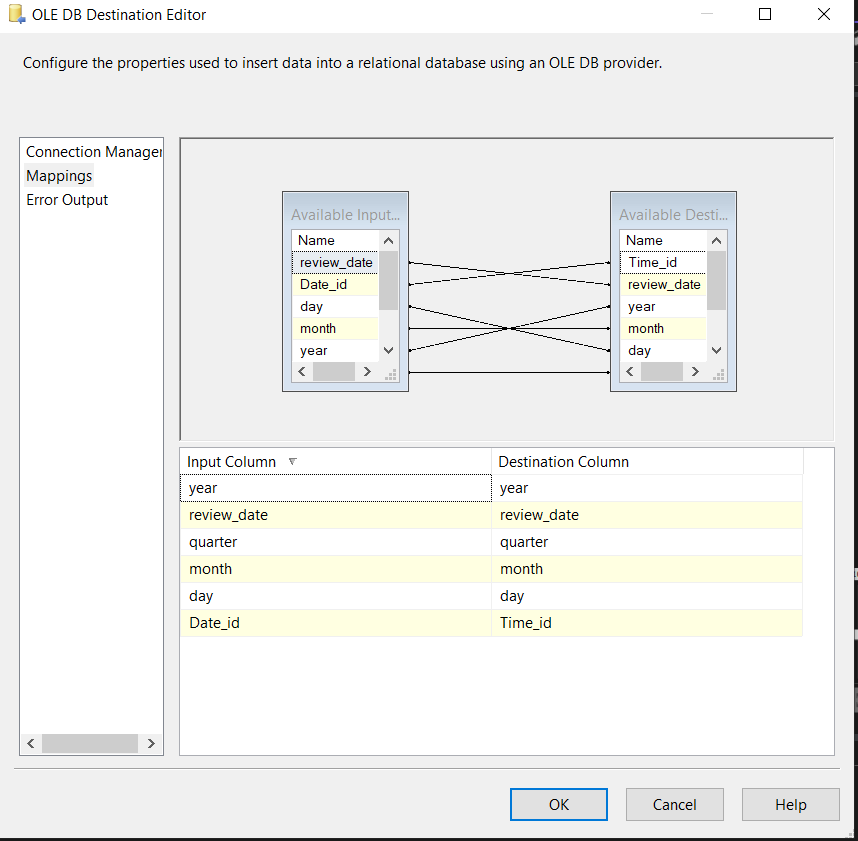 OLE DB Destination Editor
Configure the properties used to insert data into a relational database using an OLE DB provider.
Connection Manager
Mappings
Error Output
Available Input...
Name
review_date
Date_id
day
month
year
Available Desti...
Name
Time_id
review_date
year
month
day
Input Column Destination Column
year year
review_date review_date
quarter quarter
month month
day day
Date_id Time_id
OK Cancel Help